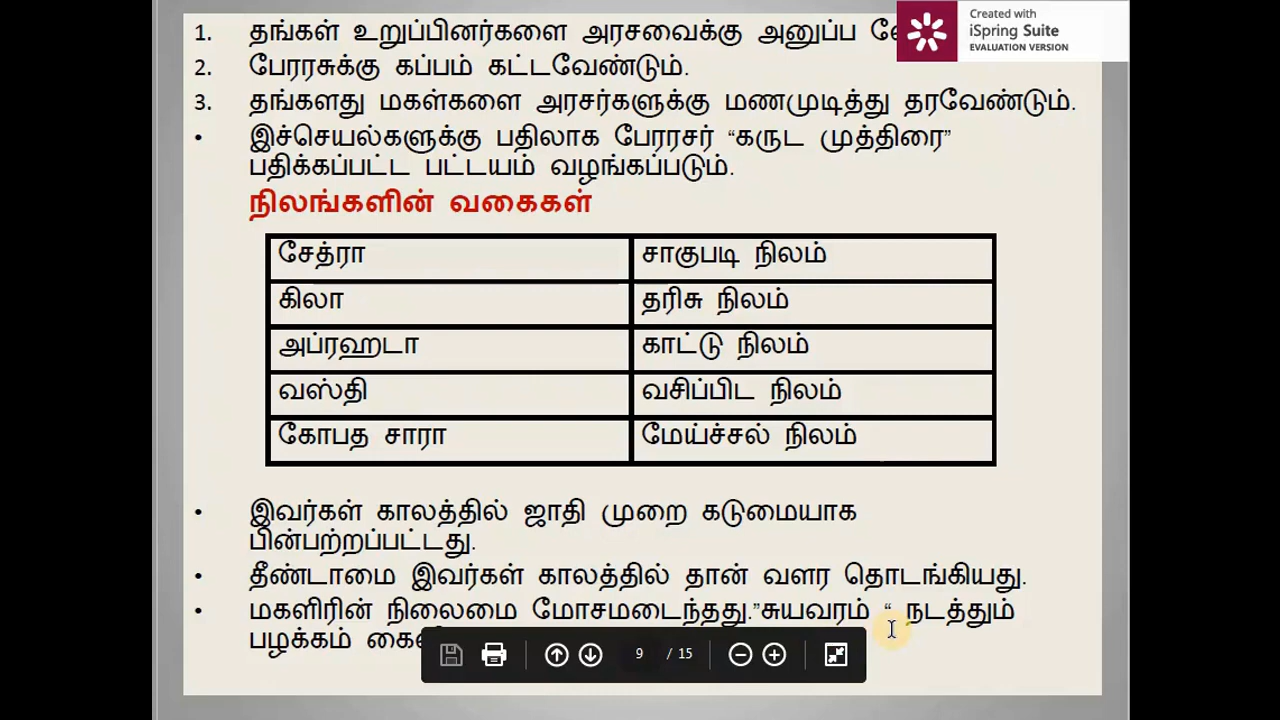 Created with
iSpring Suite
EVALUATION VERSION
1. தங்கள் உறுப்பினர்களை அரசவைக்கு அனுப்ப
2. பேரரசுக்கு கப்பம் கட்டவேண்டும்.
3. தங்களது மகள்களை அரசர்களுக்கு மணமுடித்து தரவேண்டும்.
• இச்செயல்களுக்கு பதிலாக பேரரசர் “கருட முத்திரை”
பதிக்கப்பட்ட பட்டயம் வழங்கப்படும்.
நிலங்களின் வகைகள்
சேத்ரா சாகுபடி நிலம்
கிலா தரிசு நிலம்
அப்ரஹடா காட்டு நிலம்
வஸ்தி வசிப்பிட நிலம்
கோபத சாரா மேய்ச்சல் நிலம்
• இவர்கள் காலத்தில் ஜாதி முறை கடுமையாக
பின்பற்றப்பட்டது.
• தீண்டாமை இவர்கள் காலத்தில் தான் வளர தொடங்கியது.
• மகளிரின் நிலைமை மோசமடைந்தது.”சுயவரம் “ நடத்தும்
பழக்கம்
9 / 15